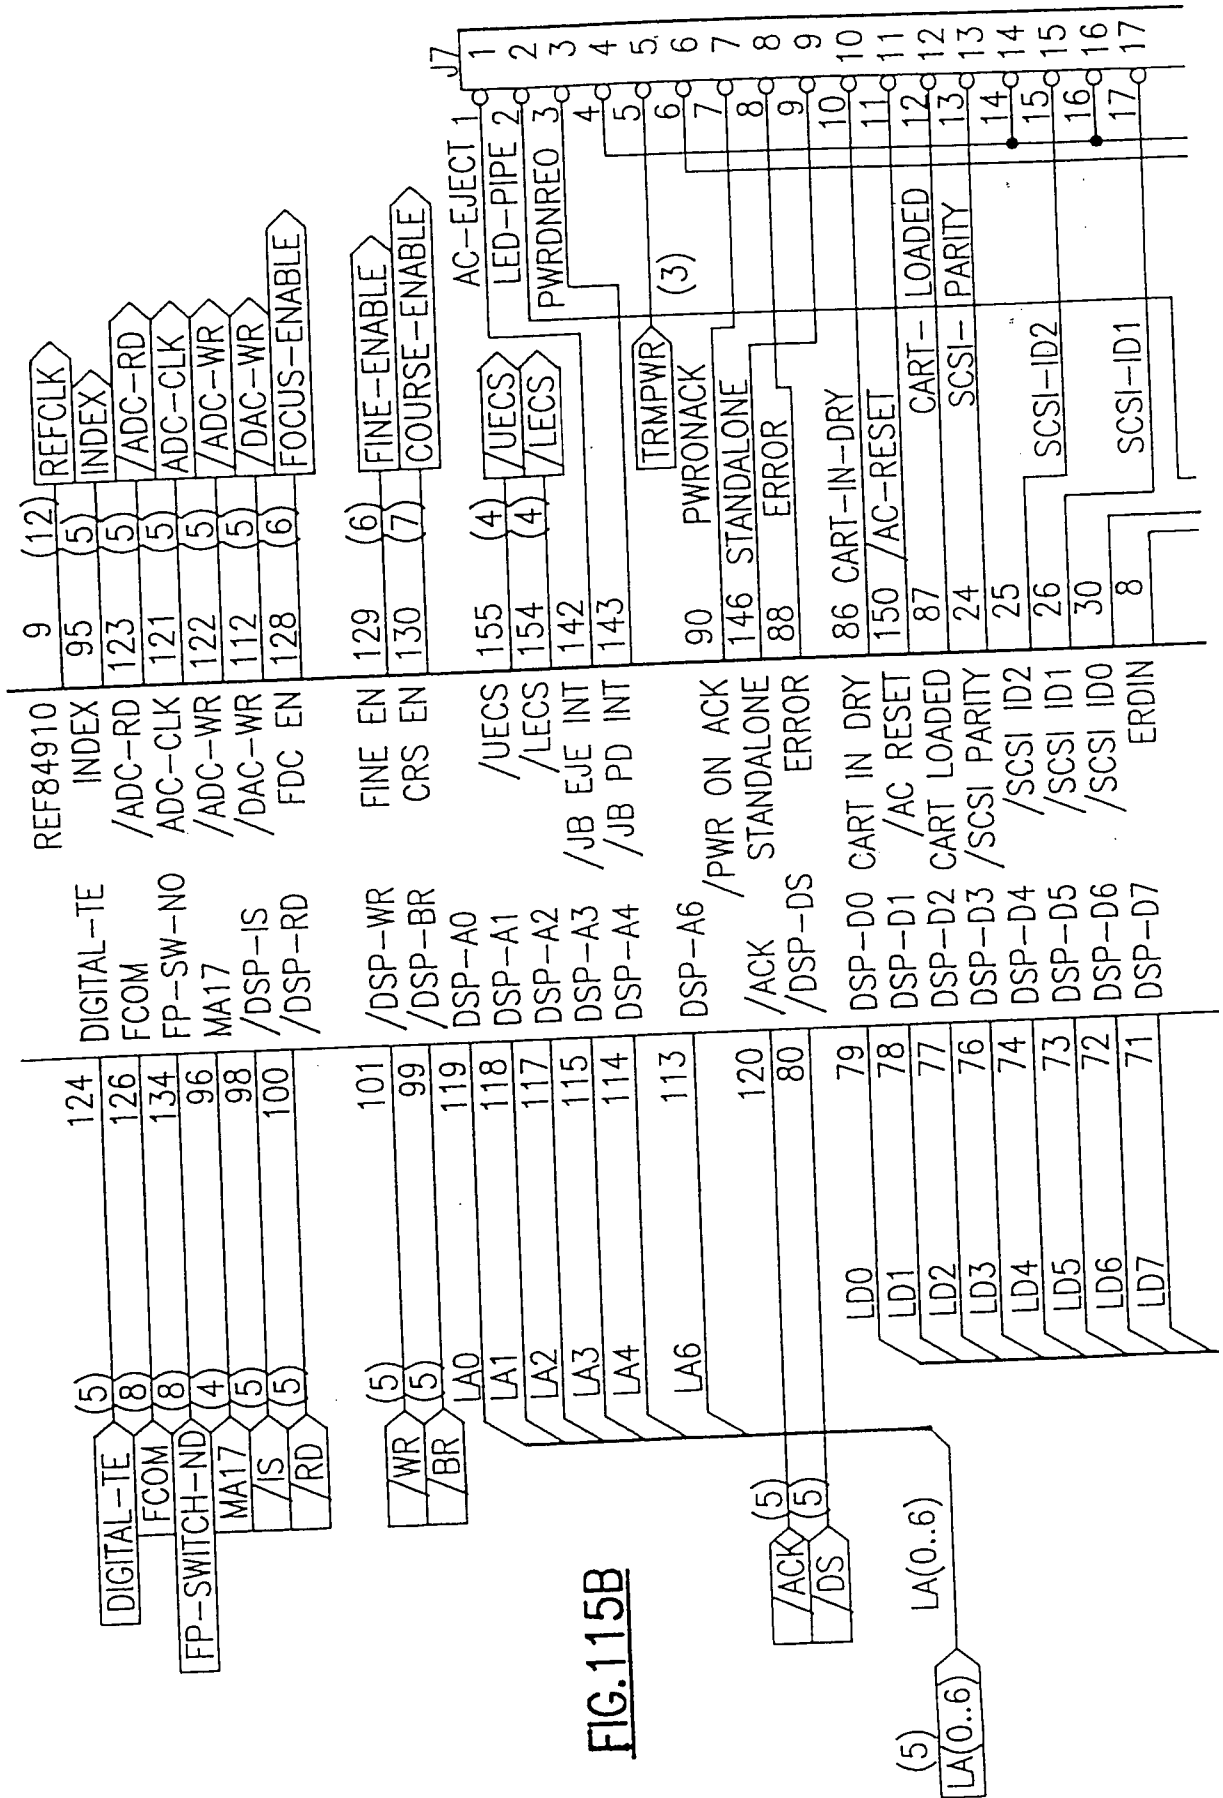 DIGITAL-TE (5) 124 DIGITAL-TE
FCOM (8) 126 FCOM
FP-SWITCH-ND (8) 134 FP-SW-NO
MA17 (4) 96 MA17
/IS (5) 98 /DSP-IS
/RD (5) 100 /DSP-RD
/WR (5) 101 /DSP-WR
/BR (5) 99 /DSP-BR
LA0 119 DSP-A0
LA1 118 DSP-A1
LA2 117 DSP-A2
LA3 115 DSP-A3
LA4 114 DSP-A4
LA6 113 DSP-A6
/ACK (5) 120 /ACK
/DS (5) 80 /DSP-DS
(5)
LA(0..6) LA(0..6)
LD0 79 DSP-D0
LD1 78 DSP-D1
LD2 77 DSP-D2
LD3 76 DSP-D3
LD4 74 DSP-D4
LD5 73 DSP-D5
LD6 72 DSP-D6
LD7 71 DSP-D7
REF84910 9 (12) REFCLK
INDEX 95 (5) INDEX
/ADC-RD 123 (5) /ADC-RD
ADC-CLK 121 (5) ADC-CLK
/ADC-WR 122 (5) /ADC-WR
/DAC-WR 112 (5) /DAC-WR
FDC EN 128 (6) FOCUS-ENABLE
FINE EN 129 (6) FINE-ENABLE
CRS EN 130 (7) COURSE-ENABLE
/UECS 155 (4) /UECS
/LECS 154 (4) /LECS
/JB EJE INT 142
/JB PD INT 143
/PWR ON ACK 90 PWRONACK
STANDALONE 146 STANDALONE
ERROR 88 ERROR
CART IN DRY 86 CART-IN-DRY
/AC RESET 150 /AC-RESET
CART LOADED 87 CART- LOADED
/SCSI PARITY 24 SCSI- PARITY
/SCSI ID2 25 SCSI-ID2
/SCSI ID1 26 SCSI-ID1
/SCSI ID0 30
ERDIN 8
TRMPWR (3)
J7
AC-EJECT 1 1
LED-PIPE 2 2
PWRDNREO 3 3
4 4
5 5
6 6
7 7
8 8
9 9
10 10
11 11
12 12
13 13
14 14
15 15
16 16
17 17
FIG.115B